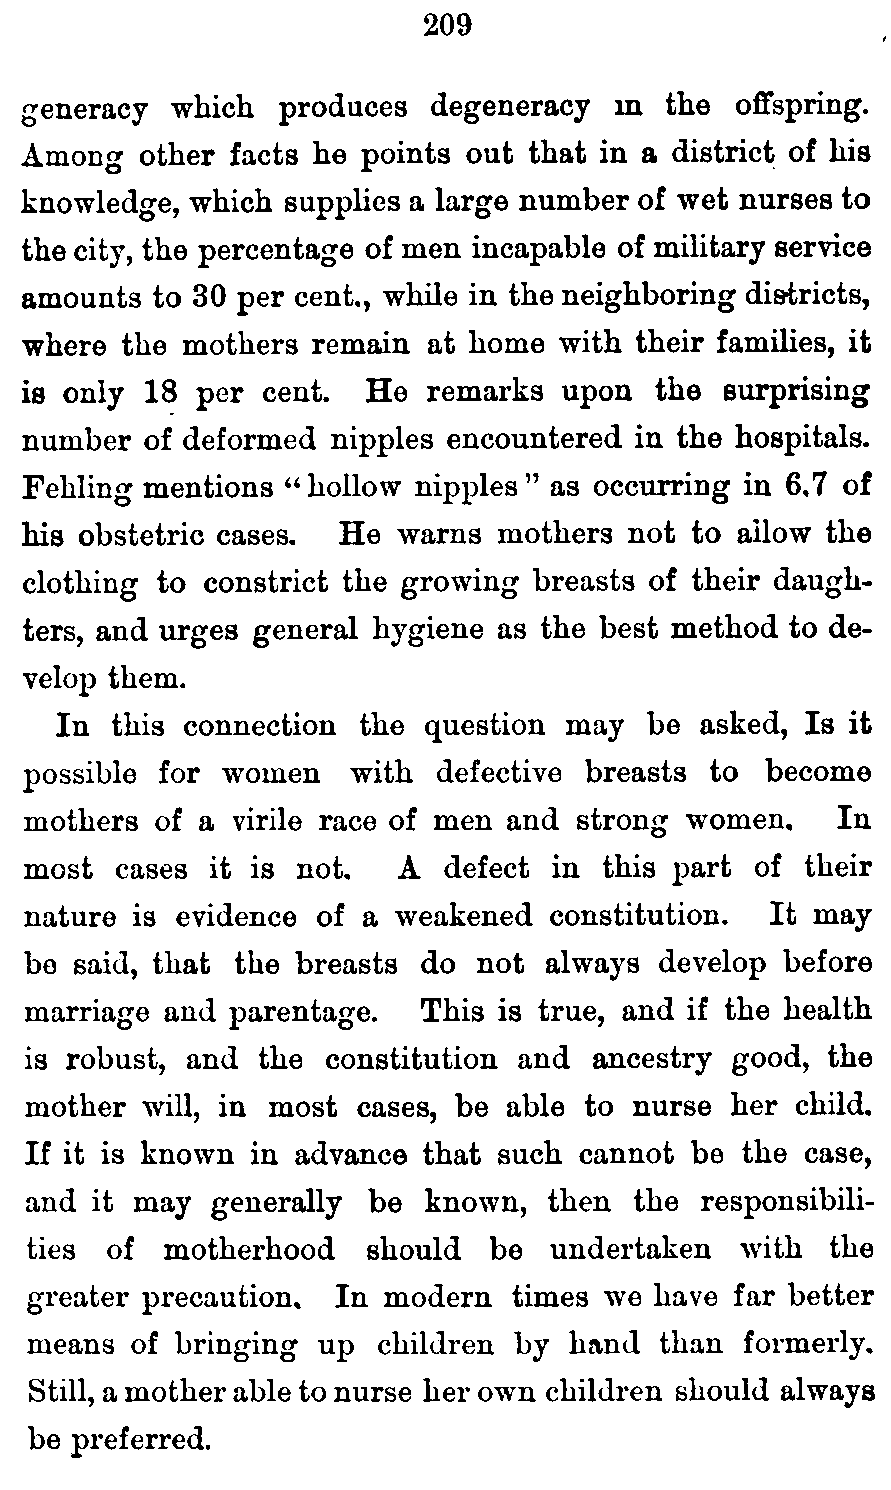 209
generacy which produces degeneracy in the offspring.
Among other facts he points out that in a district of his
knowledge, which supplies a large number of wet nurses to
the city, the percentage of men incapable of military service
amounts to 30 per cent., while in the neighboring districts,
where the mothers remain at home with their families, it
is only 18 per cent. He remarks upon the surprising
number of deformed nipples encountered in the hospitals.
Fehling mentions “hollow nipples” as occurring in 6.7 of
his obstetric cases. He warns mothers not to allow the
clothing to constrict the growing breasts of their daugh-
ters, and urges general hygiene as the best method to de-
velop them.
In this connection the question may be asked, Is it
possible for women with defective breasts to become
mothers of a virile race of men and strong women. In
most cases it is not. A defect in this part of their
nature is evidence of a weakened constitution. It may
be said, that the breasts do not always develop before
marriage and parentage. This is true, and if the health
is robust, and the constitution and ancestry good, the
mother will, in most cases, be able to nurse her child.
If it is known in advance that such cannot be the case,
and it may generally be known, then the responsibili-
ties of motherhood should be undertaken with the
greater precaution. In modern times we have far better
means of bringing up children by hand than formerly.
Still, a mother able to nurse her own children should always
be preferred.